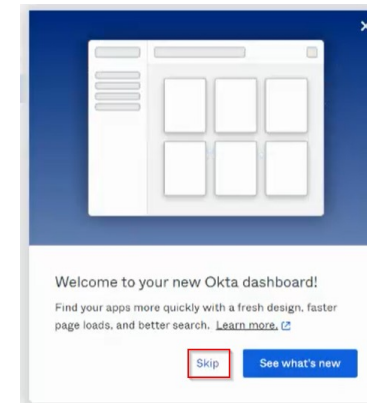 Welcome to your new Okta dashboard!
Find your apps more quickly with a fresh design, faster
page loads, and better search. Learn more.
Skip
See what's new